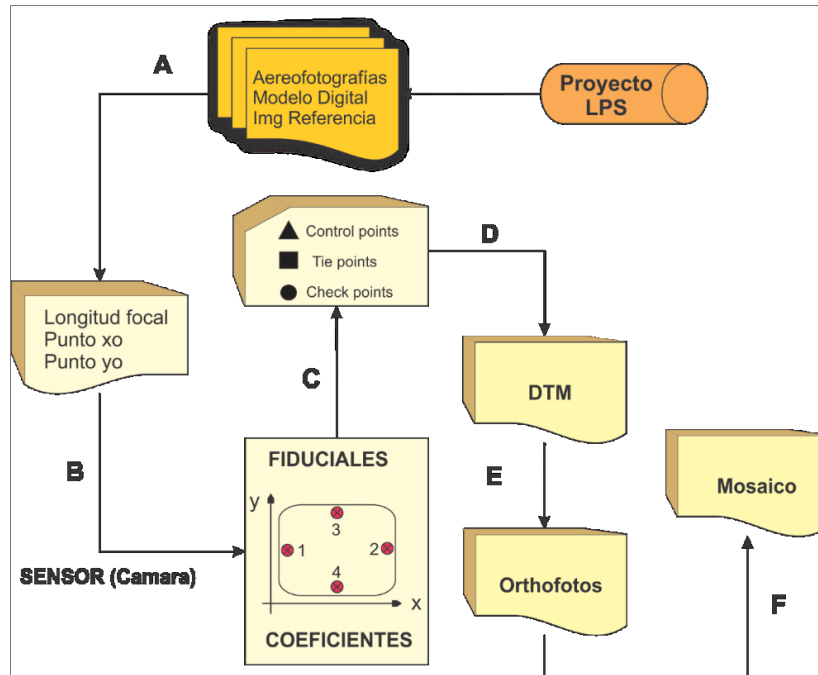 A
Aereofotografías
Modelo Digital
Img Referencia
Proyecto
LPS
Control points
Tie points
Check points
D
Longitud focal
Punto xo
Punto yo
C
DTM
B
FIDUCIALES
y
3
1
2
4
x
COEFICIENTES
SENSOR (Camara)
E
Mosaico
Orthofotos
F